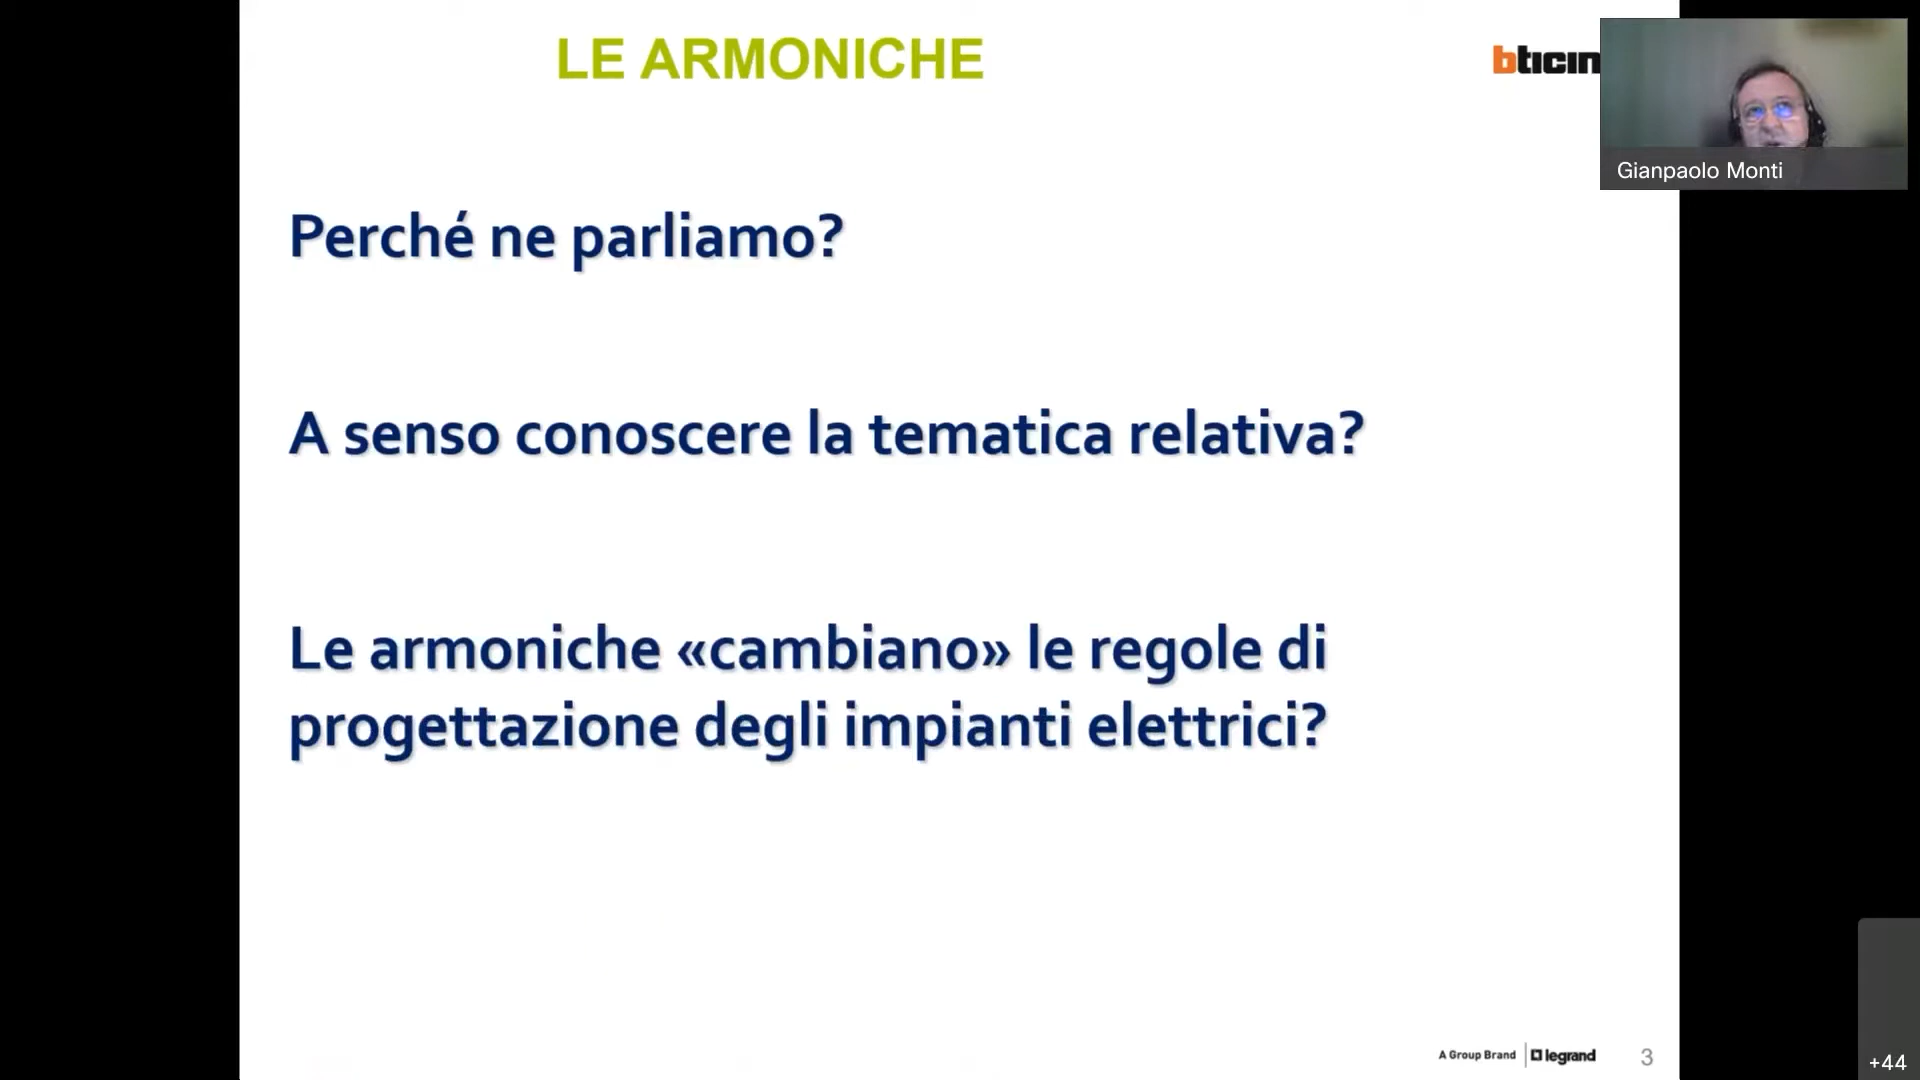 LE ARMONICHE
bticin
Gianpaolo Monti
Perché ne parliamo?
A senso conoscere la tematica relativa?
Le armoniche «cambiano» le regole di
progettazione degli impianti elettrici?
A Group Brand legrand 3
+44